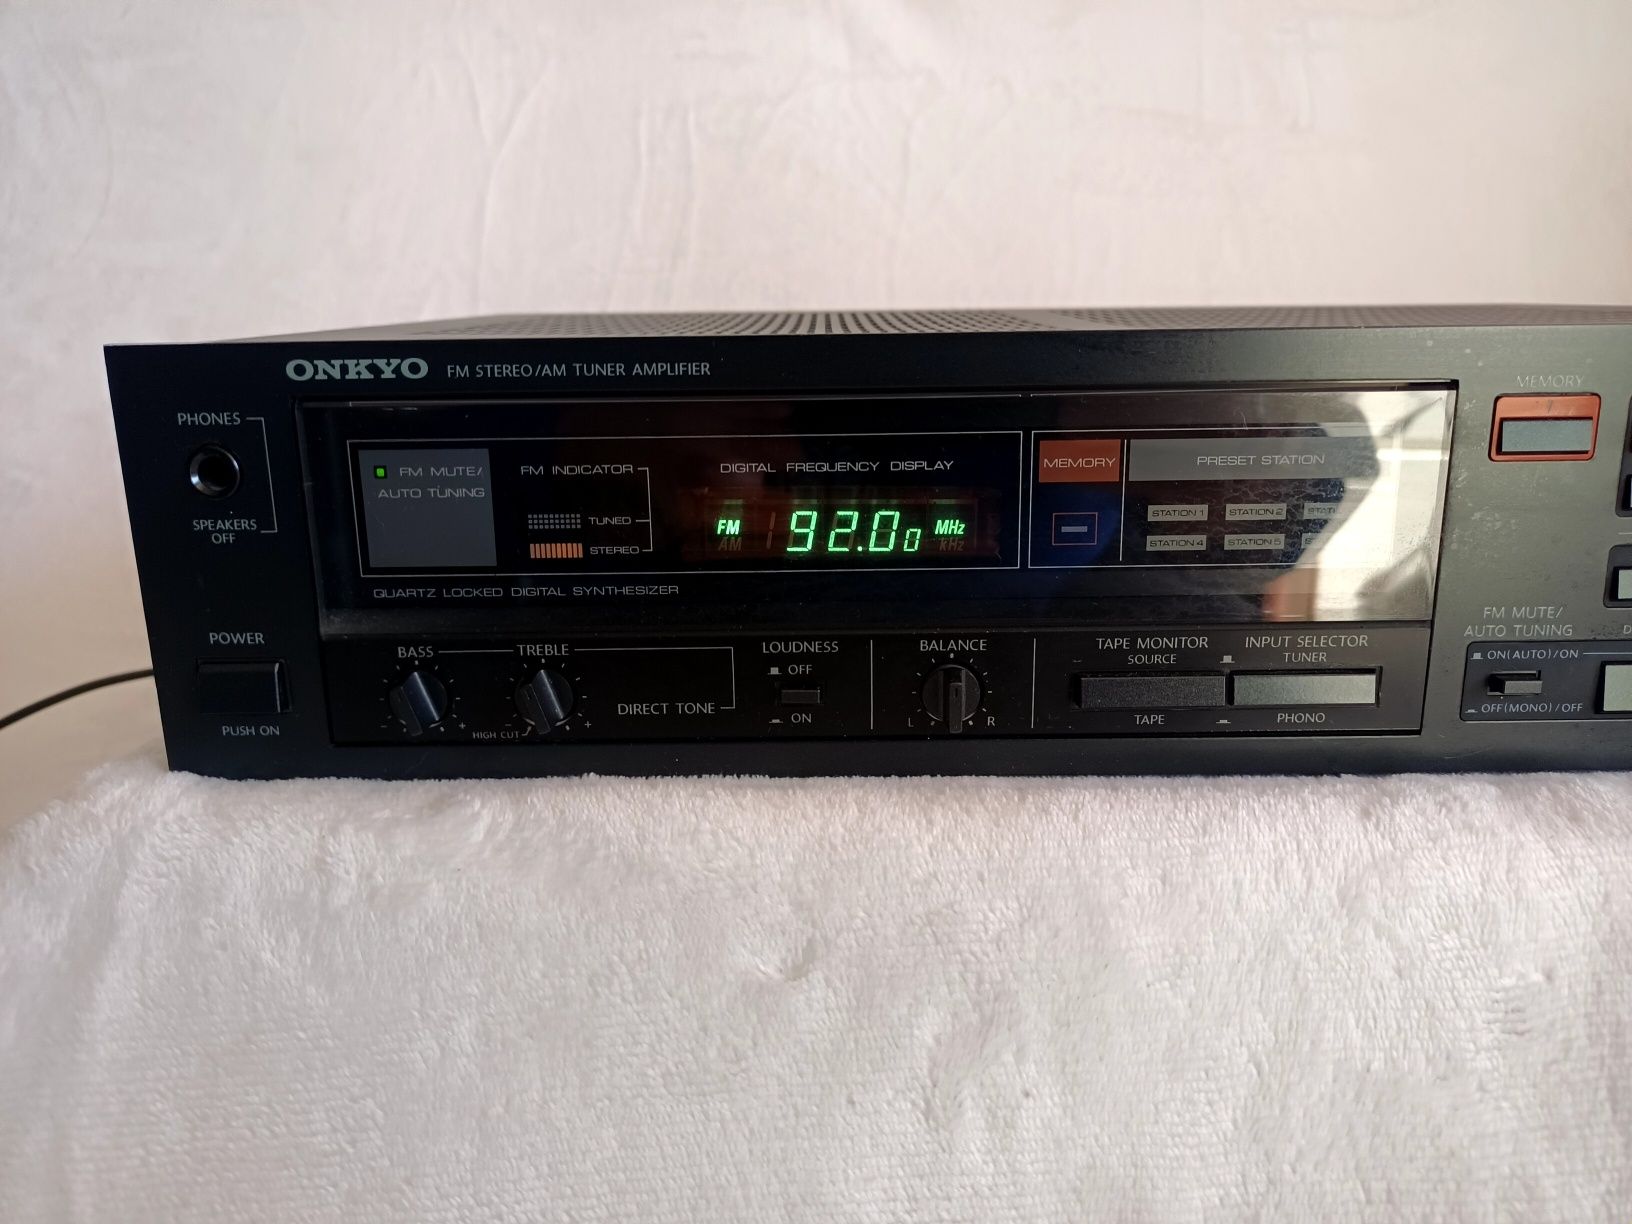 ONKYO FM STEREO/AM TUNER AMPLIFIER
MEMORY
PHONES
SPEAKERS
OFF
FM MUTE/
AUTO TUNING
FM INDICATOR
TUNED
STEREO
DIGITAL FREQUENCY DISPLAY
FM 92.00 MHz
AM kHz
MEMORY
PRESET STATION
STATION 1 STATION 2
STATION 4 STATION 5
QUARTZ LOCKED DIGITAL SYNTHESIZER
POWER
PUSH ON
BASS TREBLE
- +
HIGH CUT
DIRECT TONE
LOUDNESS
OFF
ON
BALANCE
L R
TAPE MONITOR
SOURCE
TAPE
INPUT SELECTOR
TUNER
PHONO
FM MUTE/
AUTO TUNING
ON(AUTO)/ON
OFF(MONO)/OFF